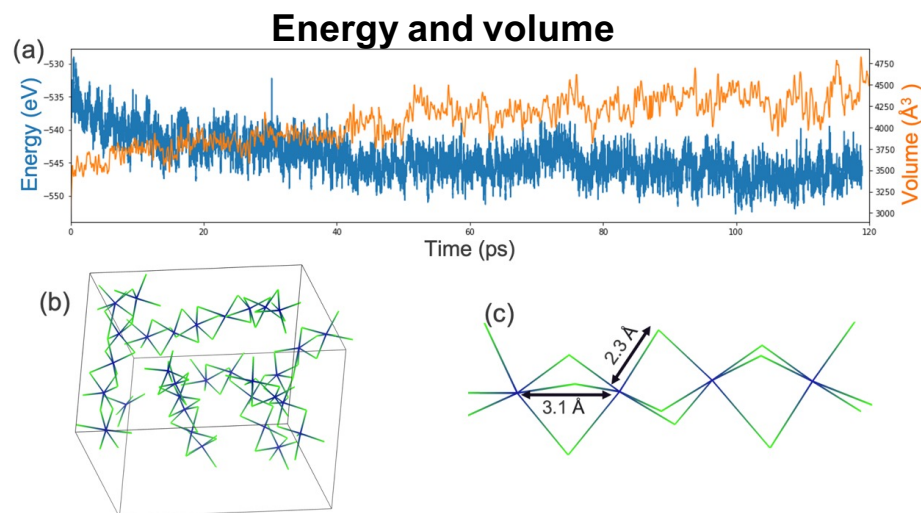 Energy and volume
(a)
Energy (eV)
−530
−535
−540
−545
−550
0
20
40
60
80
100
120
Time (ps)
4750
4500
4250
4000
3750
3500
3250
3000
Volume (Å³)
(b)
(c)
2.3 Å
3.1 Å